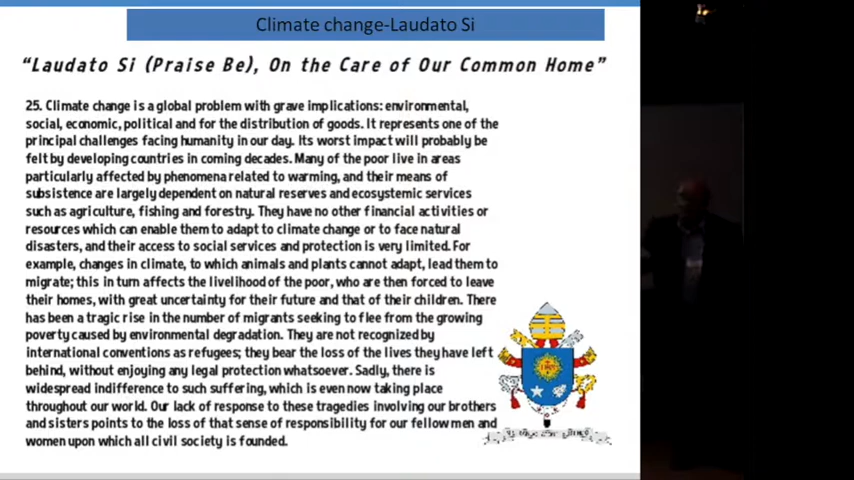 Climate change-Laudato Si
“Laudato Si (Praise Be), On the Care of Our Common Home”
25. Climate change is a global problem with grave implications: environmental,
social, economic, political and for the distribution of goods. It represents one of the
principal challenges facing humanity in our day. Its worst impact will probably be
felt by developing countries in coming decades. Many of the poor live in areas
particularly affected by phenomena related to warming, and their means of
subsistence are largely dependent on natural reserves and ecosystemic services
such as agriculture, fishing and forestry. They have no other financial activities or
resources which can enable them to adapt to climate change or to face natural
disasters, and their access to social services and protection is very limited. For
example, changes in climate, to which animals and plants cannot adapt, lead them to
migrate; this in turn affects the livelihood of the poor, who are then forced to leave
their homes, with great uncertainty for their future and that of their children. There
has been a tragic rise in the number of migrants seeking to flee from the growing
poverty caused by environmental degradation. They are not recognized by
international conventions as refugees; they bear the loss of the lives they have left
behind, without enjoying any legal protection whatsoever. Sadly, there is
widespread indifference to such suffering, which is even now taking place
throughout our world. Our lack of response to these tragedies involving our brothers
and sisters points to the loss of that sense of responsibility for our fellow men and
women upon which all civil society is founded.